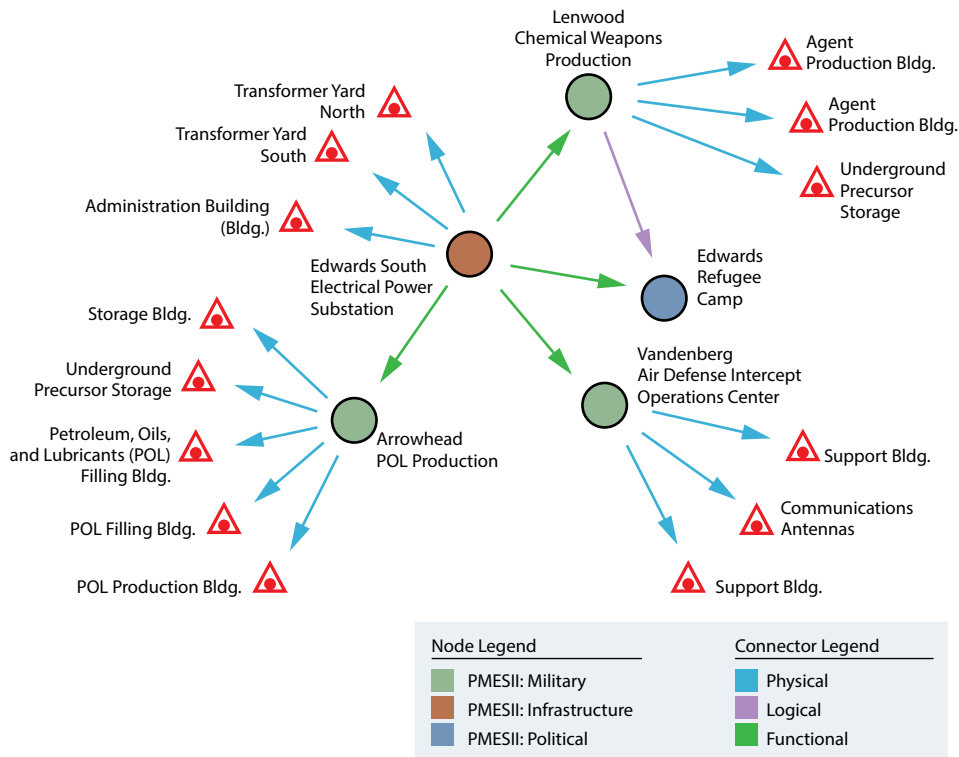 Lenwood
Chemical Weapons
Production
Agent
Production Bldg.
Agent
Production Bldg.
Underground
Precursor
Storage
Transformer Yard
North
Transformer Yard
South
Administration Building
(Bldg.)
Edwards South
Electrical Power
Substation
Edwards
Refugee
Camp
Storage Bldg.
Underground
Precursor Storage
Petroleum, Oils,
and Lubricants (POL)
Filling Bldg.
POL Filling Bldg.
POL Production Bldg.
Arrowhead
POL Production
Vandenberg
Air Defense Intercept
Operations Center
Support Bldg.
Communications
Antennas
Support Bldg.
Node Legend
PMESII: Military
PMESII: Infrastructure
PMESII: Political
Connector Legend
Physical
Logical
Functional